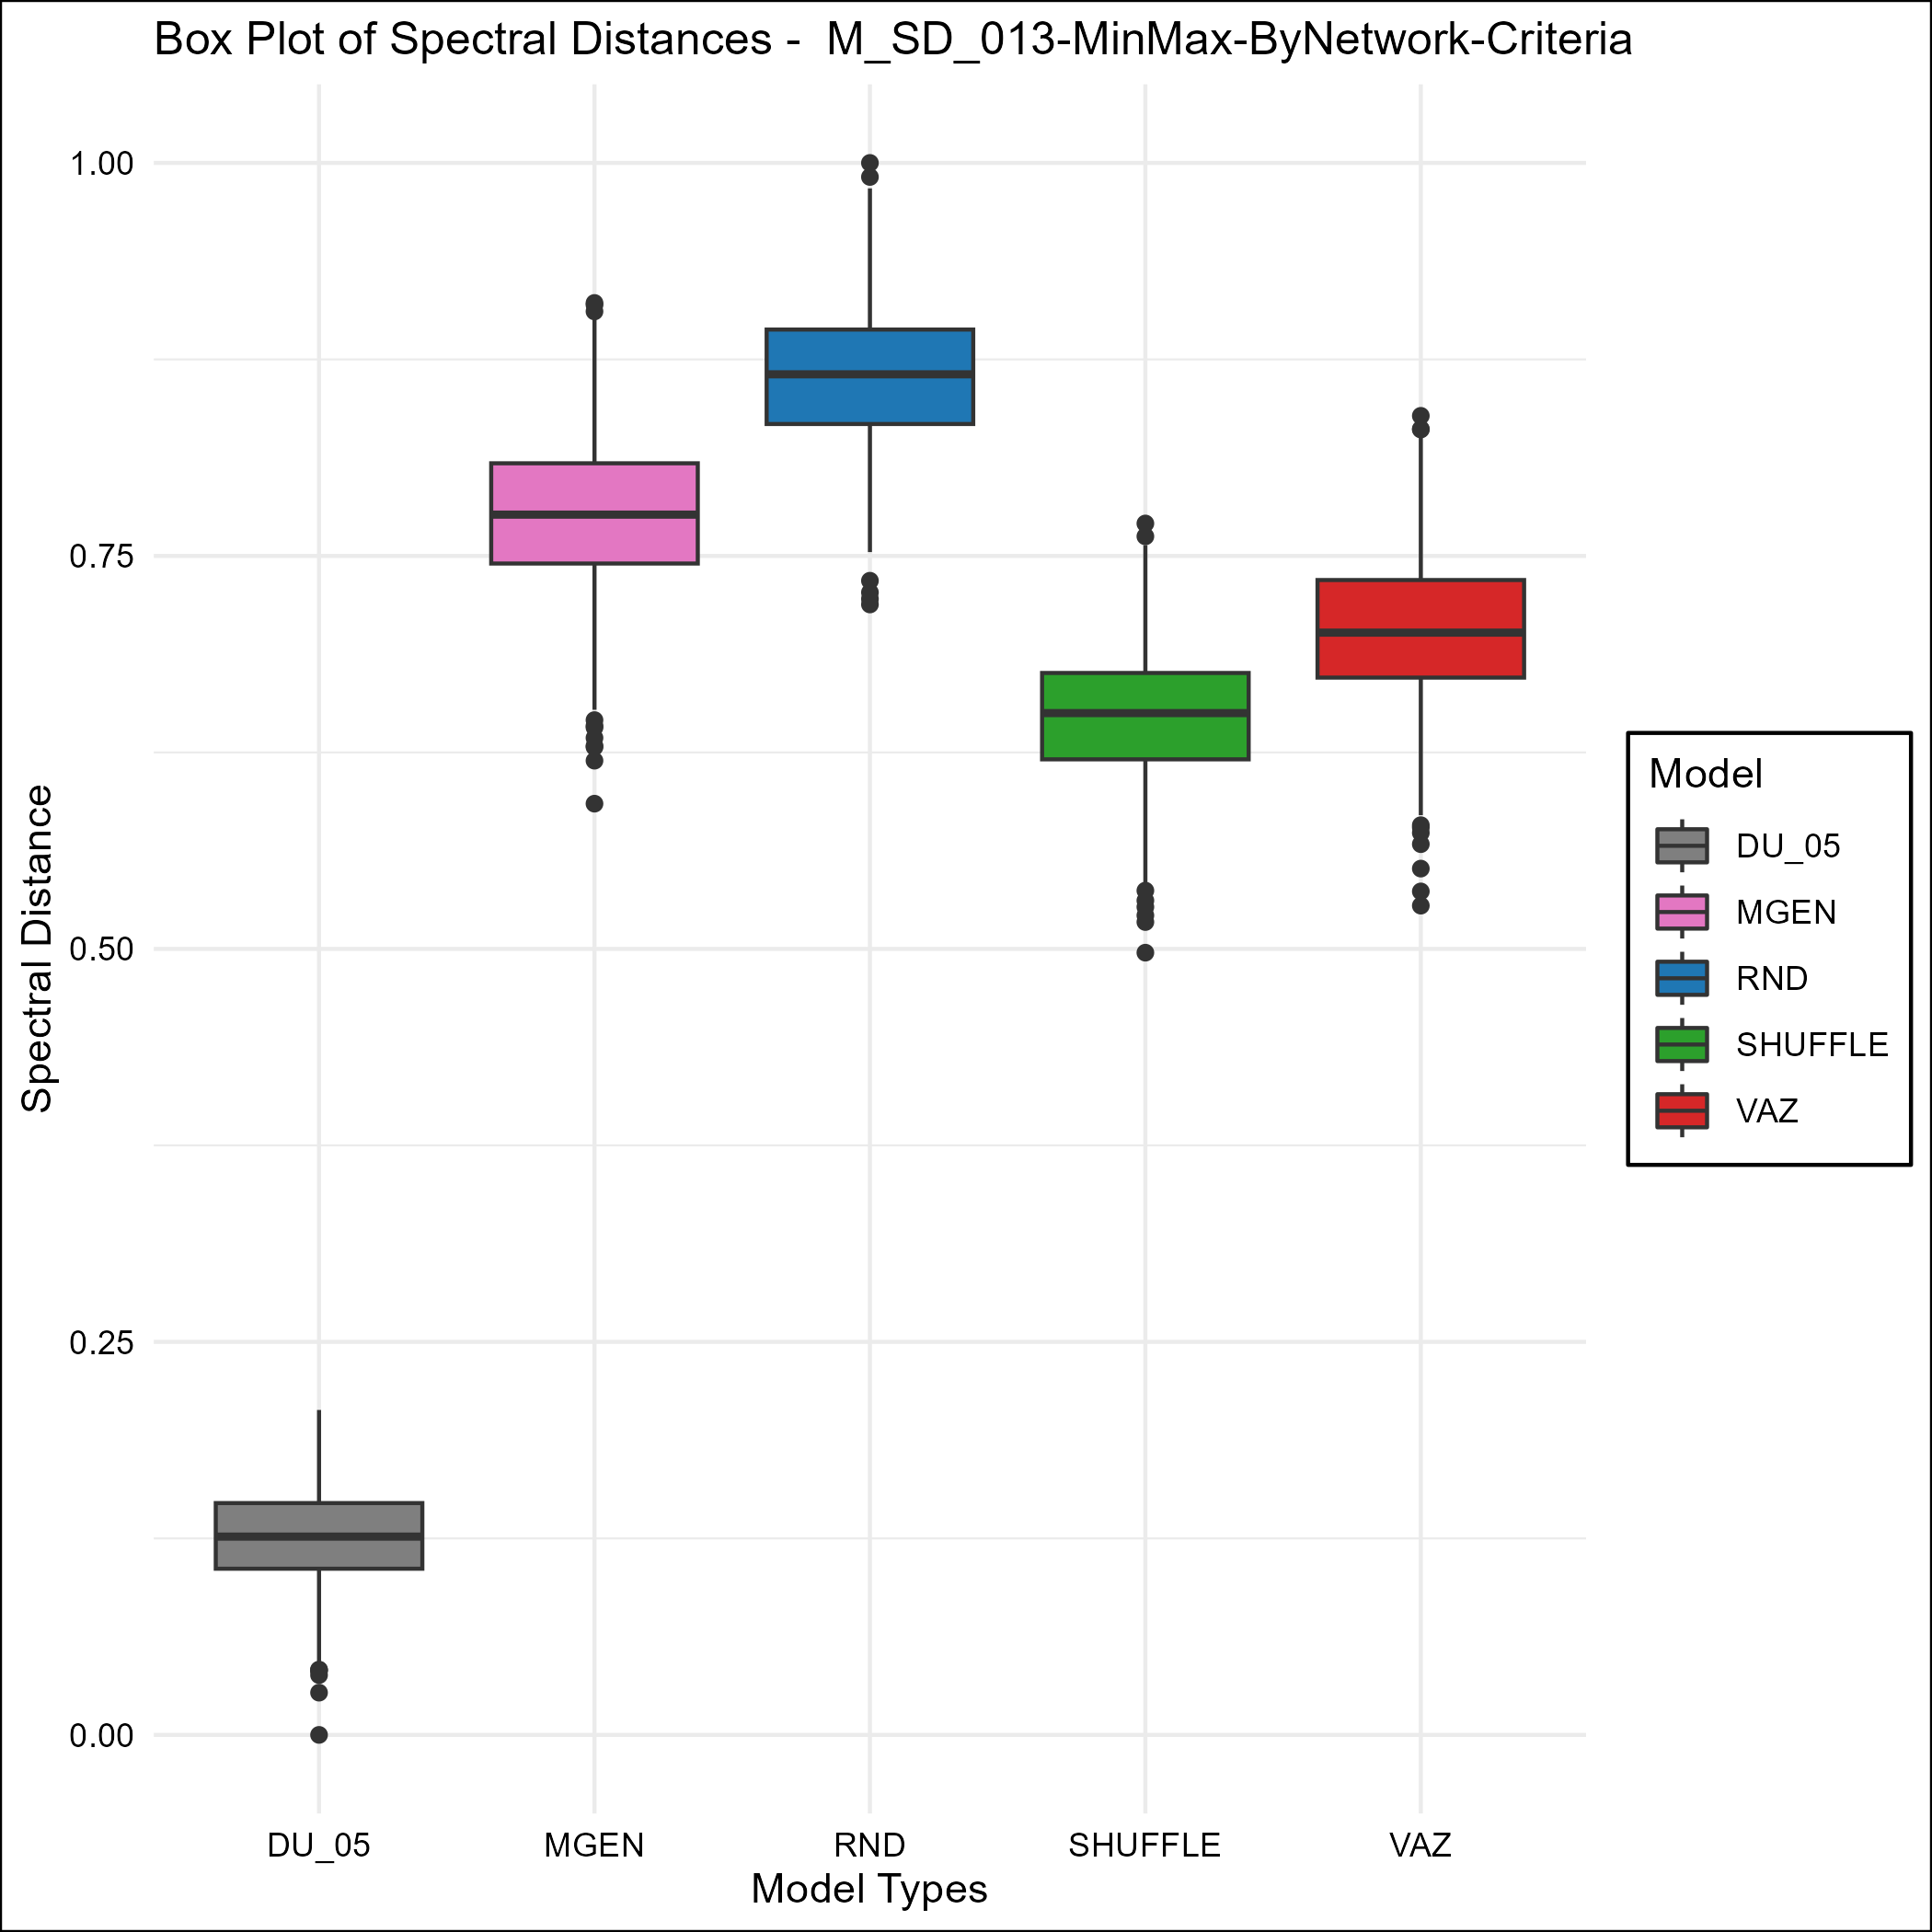 Box Plot of Spectral Distances -  M_SD_013-MinMax-ByNetwork-Criteria
Spectral Distance
1.00
0.75
0.50
0.25
0.00
DU_05 MGEN RND SHUFFLE VAZ
Model Types
Model
DU_05
MGEN
RND
SHUFFLE
VAZ